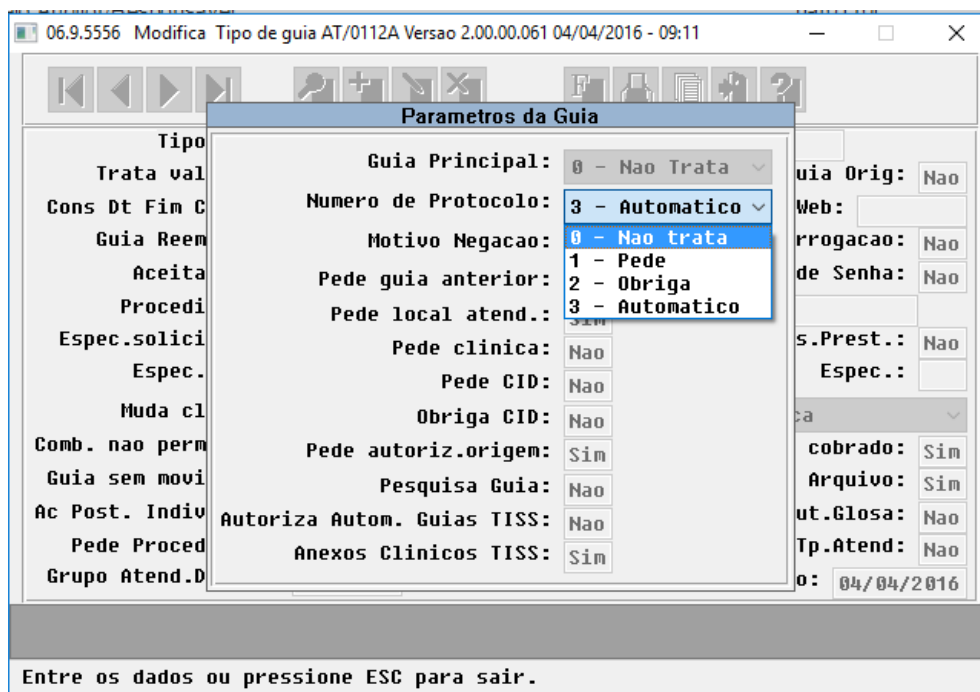 06.9.5556 Modifica Tipo de guia AT/0112A Versao 2.00.00.061 04/04/2016 - 09:11
Parametros da Guia
Tipo
Guia Principal: 0 - Nao Trata
Trata val
uia Orig: Nao
Numero de Protocolo: 3 - Automatico
Cons Dt Fim C
Web:
0 - Nao trata
1 - Pede
2 - Obriga
3 - Automatico
Guia Reem
Motivo Negacao:
rrogacao: Nao
Aceita
Pede guia anterior:
de Senha: Nao
Procedi
Pede local atend.: Sim
Espec.solici
Pede clinica: Nao
s.Prest.: Nao
Espec.
Pede CID: Nao
Espec.:
Muda cl
Obriga CID: Nao
ca
Comb. nao perm
Pede autoriz.origem: Sim
cobrado: Sim
Guia sem movi
Pesquisa Guia: Nao
Arquivo: Sim
Ac Post. Indiv
Autoriza Autom. Guias TISS: Nao
ut.Glosa: Nao
Pede Proced
Anexos Clinicos TISS: Sim
Tp.Atend: Nao
Grupo Atend.D
o: 04/04/2016
Entre os dados ou pressione ESC para sair.